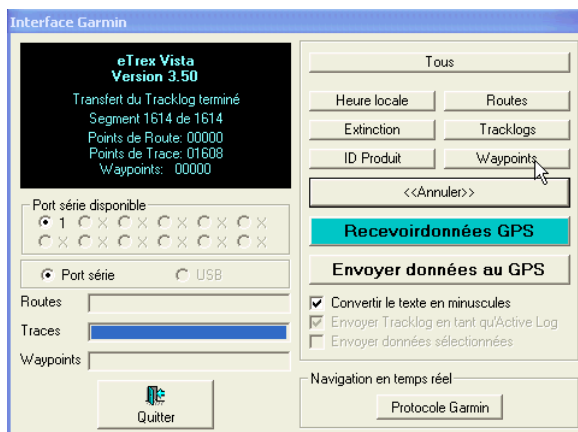 Interface Garmin
eTrex Vista
Version 3.50
Transfert du Tracklog terminé
Segment 1614 de 1614
Points de Route: 00000
Points de Trace: 01608
Waypoints: 00000
Port série disponible
1 X X X X X
X X X X X X
Port série
USB
Routes
Traces
Waypoints
Quitter
Tous
Heure locale
Routes
Extinction
Tracklogs
ID Produit
Waypoints
<<Annuler>>
Recevoirdonnées GPS
Envoyer données au GPS
Convertir le texte en minuscules
Envoyer Tracklog en tant qu'Active Log
Envoyer données sélectionnées
Navigation en temps réel
Protocole Garmin